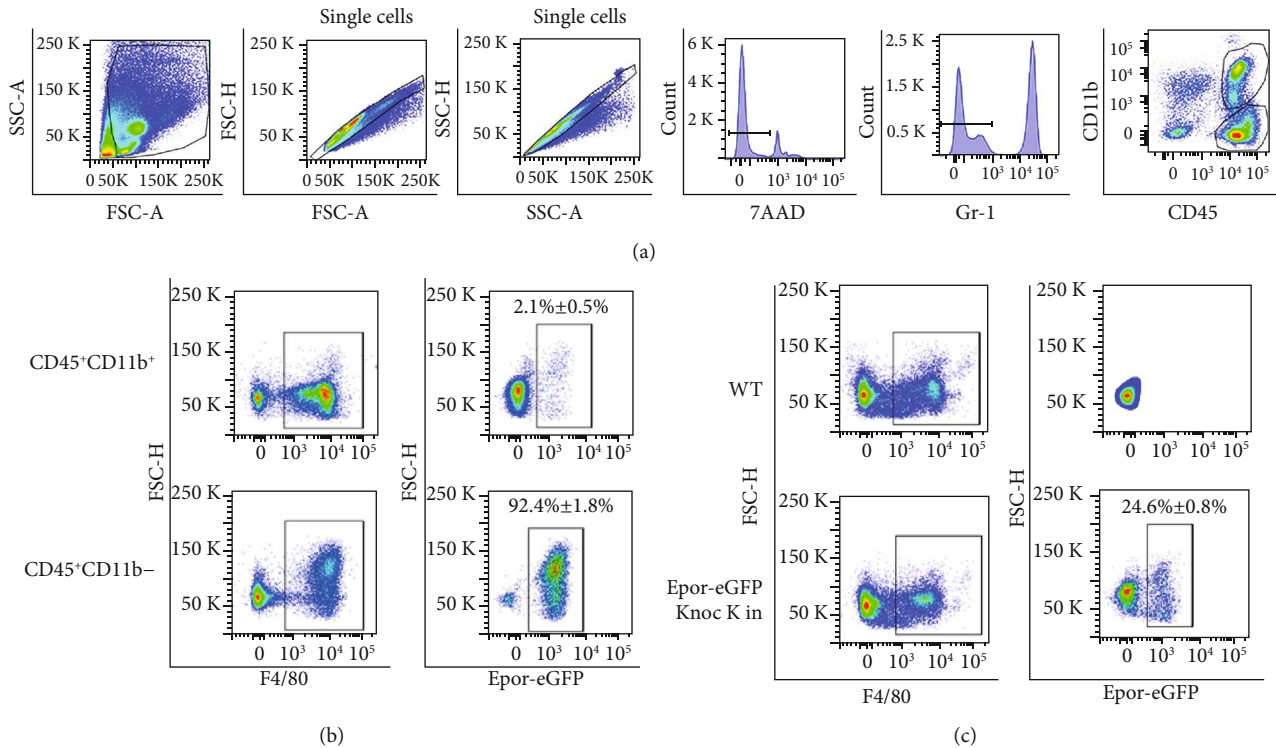 Single cells
Single cells
250 K
150 K
50 K
0 50K 150K 250K
SSC-A
FSC-A
250 K
150 K
50 K
0 50K 150K 250K
FSC-H
FSC-A
250 K
150 K
50 K
0 50K 150K 250K
SSC-H
SSC-A
6 K
4 K
2 K
0 10³ 10⁴ 10⁵
Count
7AAD
2.5 K
1.5 K
0.5 K
0 10³ 10⁴ 10⁵
Count
Gr-1
10⁵
10⁴
10³
0
0 10³ 10⁴ 10⁵
CD11b
CD45
(a)
CD45⁺CD11b⁺
250 K
150 K
50 K
0 10³ 10⁴ 10⁵
250 K
150 K
50 K
2.1%±0.5%
0 10³ 10⁴ 10⁵
CD45⁺CD11b−
FSC-H
250 K
150 K
50 K
0 10³ 10⁴ 10⁵
F4/80
FSC-H
250 K
150 K
50 K
92.4%±1.8%
0 10³ 10⁴ 10⁵
Epor-eGFP
(b)
WT
250 K
150 K
50 K
0 10³ 10⁴ 10⁵
250 K
150 K
50 K
0 10³ 10⁴ 10⁵
Epor-eGFP
Knoc K in
FSC-H
250 K
150 K
50 K
0 10³ 10⁴ 10⁵
F4/80
FSC-H
250 K
150 K
50 K
24.6%±0.8%
0 10³ 10⁴ 10⁵
Epor-eGFP
(c)